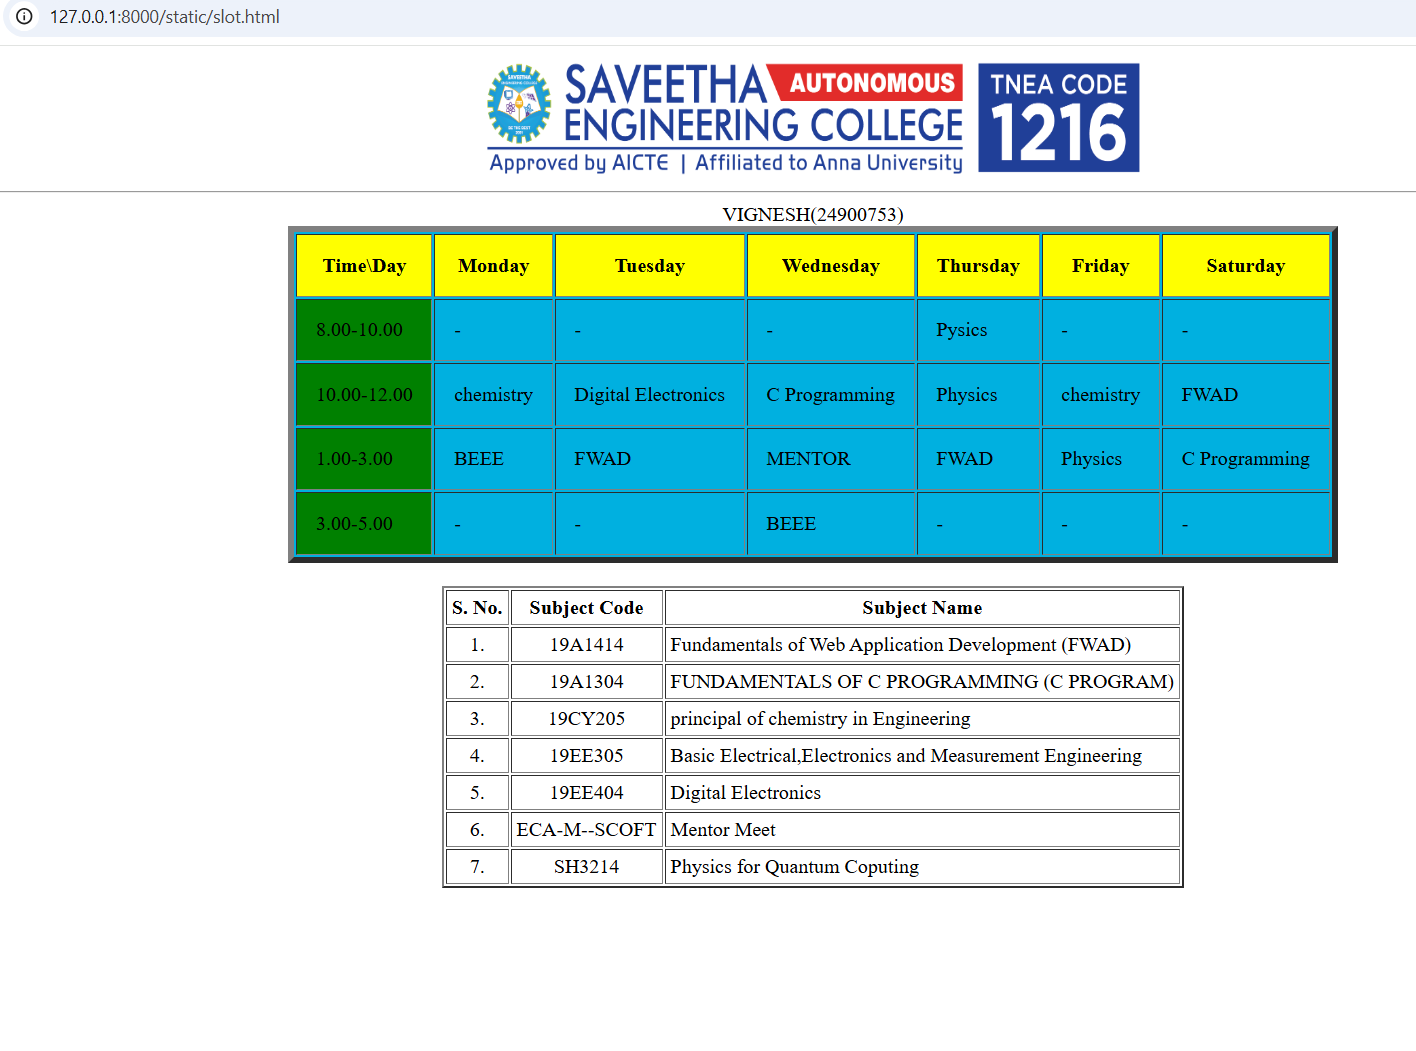 127.0.0.1:8000/static/slot.html
SAVEETHA AUTONOMOUS
ENGINEERING COLLEGE
Approved by AICTE | Affiliated to Anna University
TNEA CODE
1216
VIGNESH(24900753)
Time\Day Monday Tuesday Wednesday Thursday Friday Saturday
8.00-10.00 - - - Pysics - -
10.00-12.00 chemistry Digital Electronics C Programming Physics chemistry FWAD
1.00-3.00 BEEE FWAD MENTOR FWAD Physics C Programming
3.00-5.00 - - BEEE - - -
S. No. Subject Code Subject Name
1. 19A1414 Fundamentals of Web Application Development (FWAD)
2. 19A1304 FUNDAMENTALS OF C PROGRAMMING (C PROGRAM)
3. 19CY205 principal of chemistry in Engineering
4. 19EE305 Basic Electrical,Electronics and Measurement Engineering
5. 19EE404 Digital Electronics
6. ECA-M--SCOFT Mentor Meet
7. SH3214 Physics for Quantum Coputing